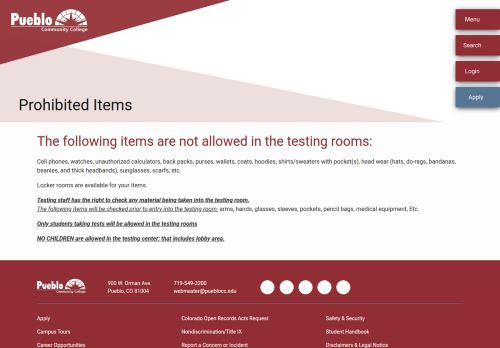 Pueblo
Community College
Menu
Search
Login
Apply
Prohibited Items
The following items are not allowed in the testing rooms:
Cell phones, watches, unauthorized calculators, back packs, purses, wallets, coats, hoodies, shirts/sweaters with pocket(s), head wear (hats, do-rags, bandanas,
beanies, and thick headbands), sunglasses, scarfs, etc.
Locker rooms are available for your items.
Testing staff has the right to check any material being taken into the testing room.
The following items will be checked prior to entry into the testing room: arms, hands, glasses, sleeves, pockets, pencil bags, medical equipment, Etc.
Only students taking tests will be allowed in the testing rooms
NO CHILDREN are allowed in the testing center; that includes lobby area.
Pueblo
Community College
900 W. Orman Ave.
Pueblo, CO 81004
719-549-3200
webmaster@pueblocc.edu
Apply
Colorado Open Records Acts Request
Safety & Security
Campus Tours
Nondiscrimination/Title IX
Student Handbook
Career Opportunities
Report a Concern or Incident
Disclaimers & Legal Notice